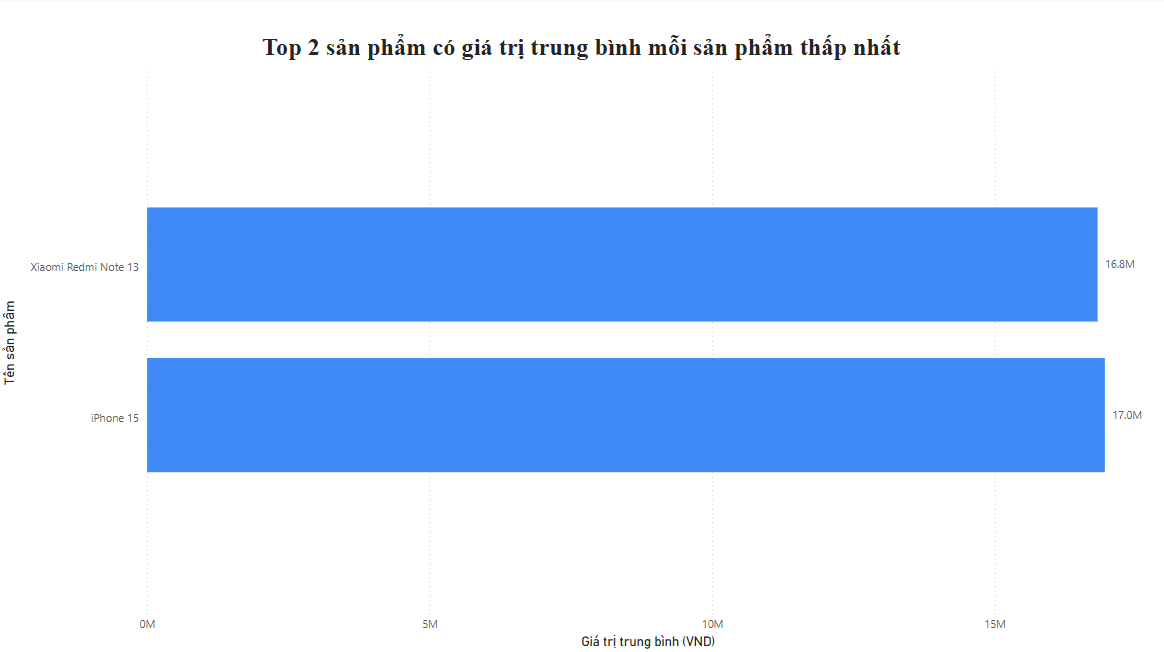 Top 2 sản phẩm có giá trị trung bình mỗi sản phẩm thấp nhất
Tên sản phẩm
Xiaomi Redmi Note 13
16.8M
iPhone 15
17.0M
0M
5M
10M
15M
Giá trị trung bình (VND)